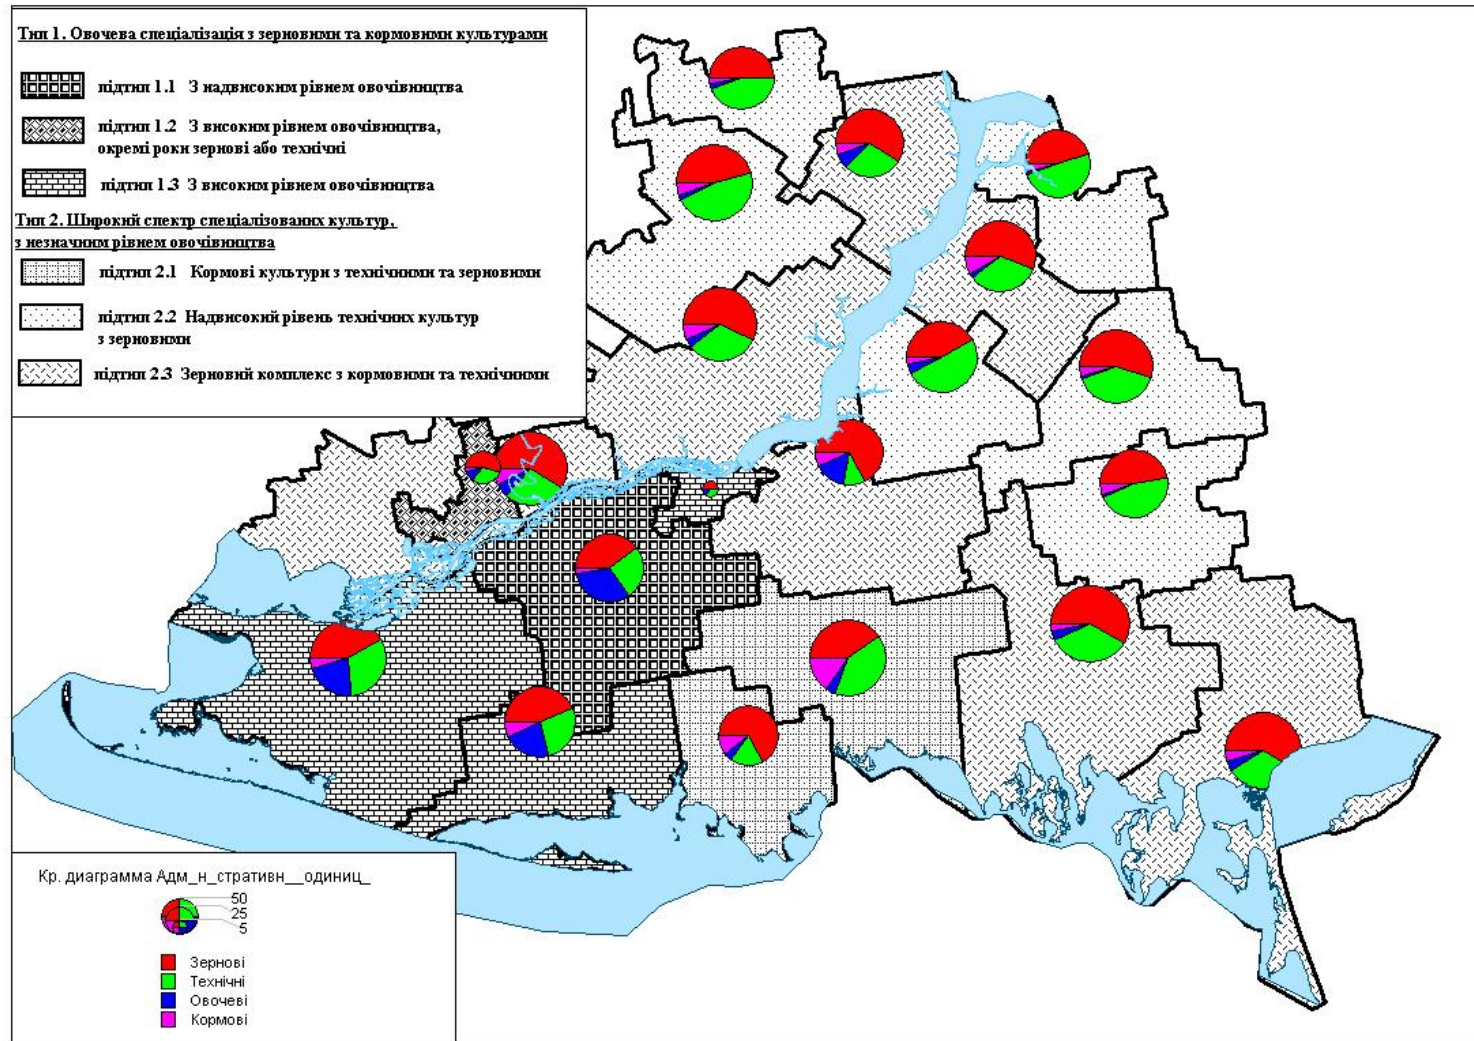 Тип 1. Овочева спеціалізація з зерновими та кормовими культурами
підтип 1.1 З надвисоким рівнем овочівництва
підтип 1.2 З високим рівнем овочівництва,
окремі роки зернові або технічні
підтип 1.3 З високим рівнем овочівництва
Тип 2. Широкий спектр спеціалізованих культур,
з незначним рівнем овочівництва
підтип 2.1 Кормові культури з технічними та зерновими
підтип 2.2 Надвисокий рівень технічних культур
з зерновими
підтип 2.3 Зерновий комплекс з кормовими та технічними
Кр. диаграмма Адм_н_стративн__одиниц_
50
25
5
Зернові
Технічні
Овочеві
Кормові